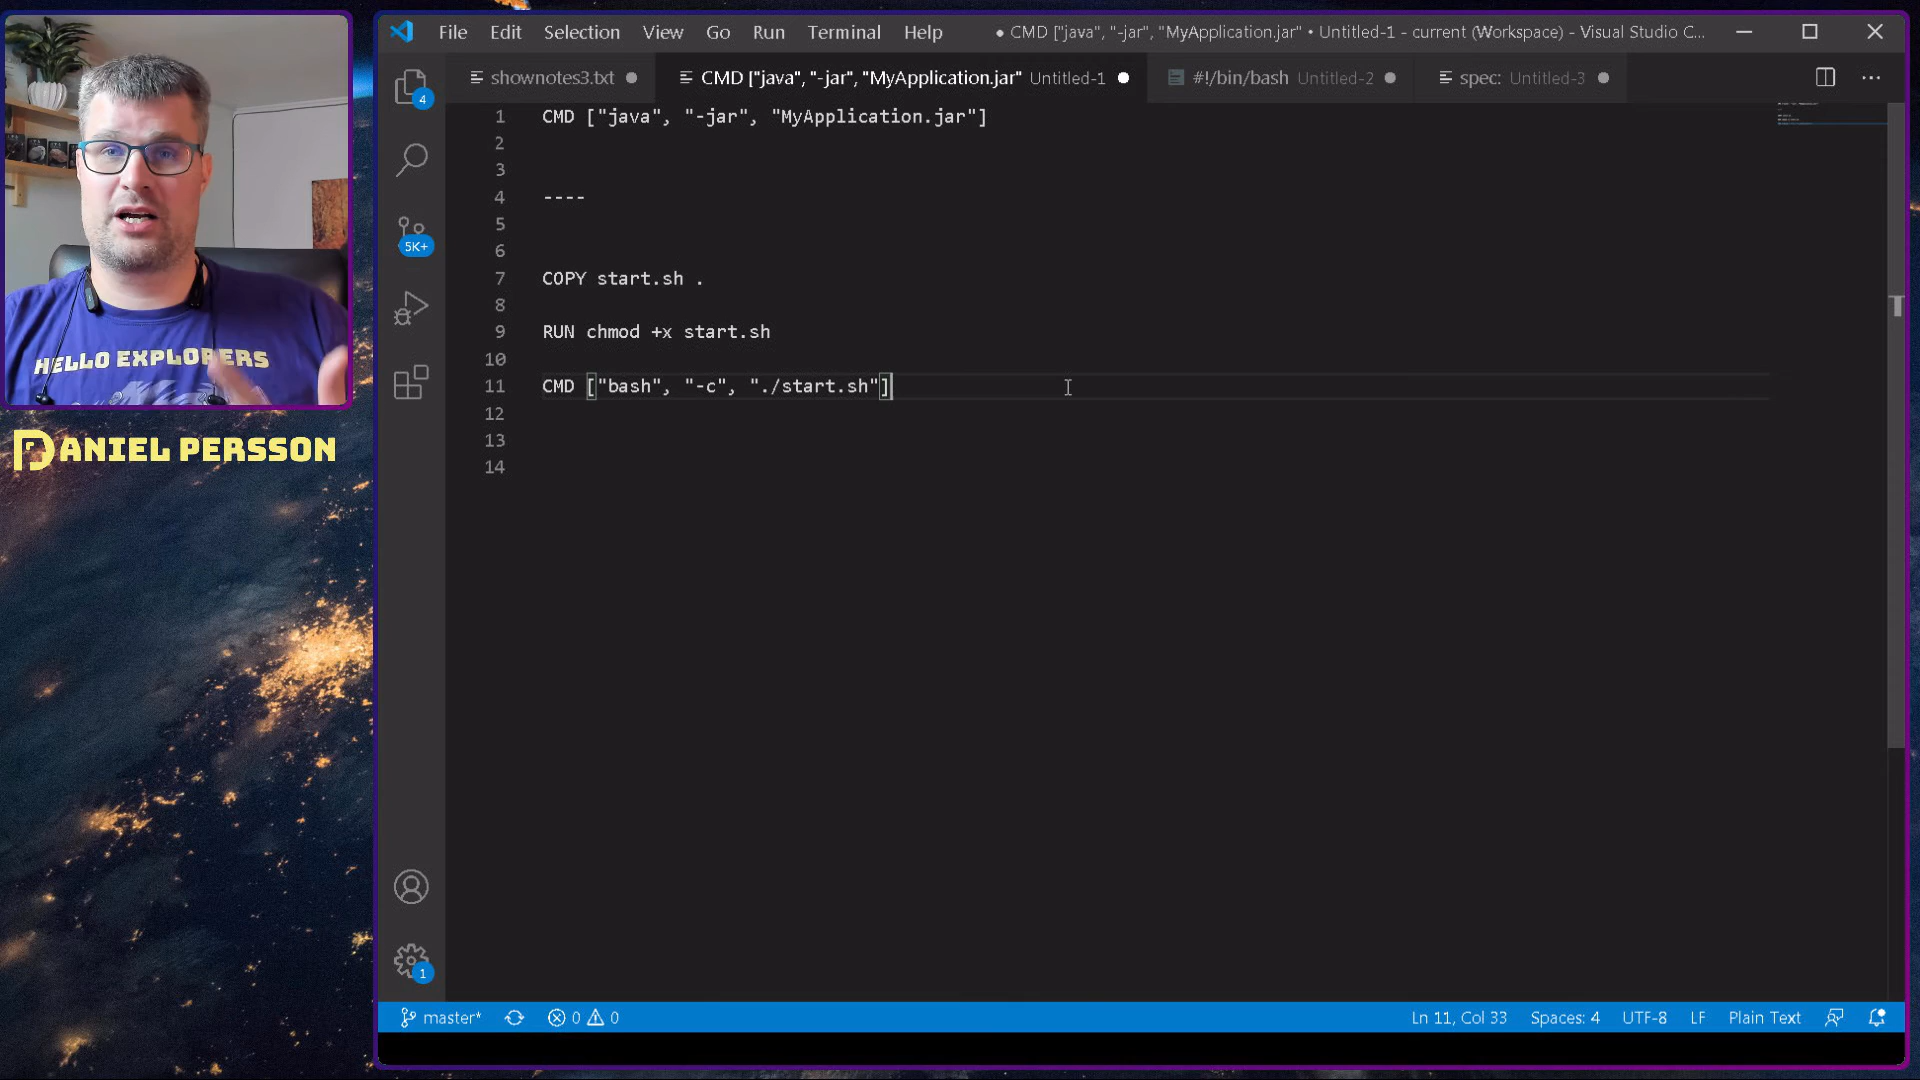 File Edit Selection View Go Run Terminal Help ● CMD ["java", "-jar", "MyApplication.jar"] • Untitled-1 - current (Workspace) - Visual Studio C...
shownotes3.txt ● CMD ["java", "-jar", "MyApplication.jar" Untitled-1 ● #!/bin/bash Untitled-2 ● spec: Untitled-3 ●
4
5K+
1
1 CMD ["java", "-jar", "MyApplication.jar"]
2
3
4 ----
5
6
7 COPY start.sh .
8
9 RUN chmod +x start.sh
10
11 CMD ["bash", "-c", "./start.sh"]
12
13
14
HELLO EXPLORERS
DANIEL PERSSON
master* 0 0 Ln 11, Col 33 Spaces: 4 UTF-8 LF Plain Text